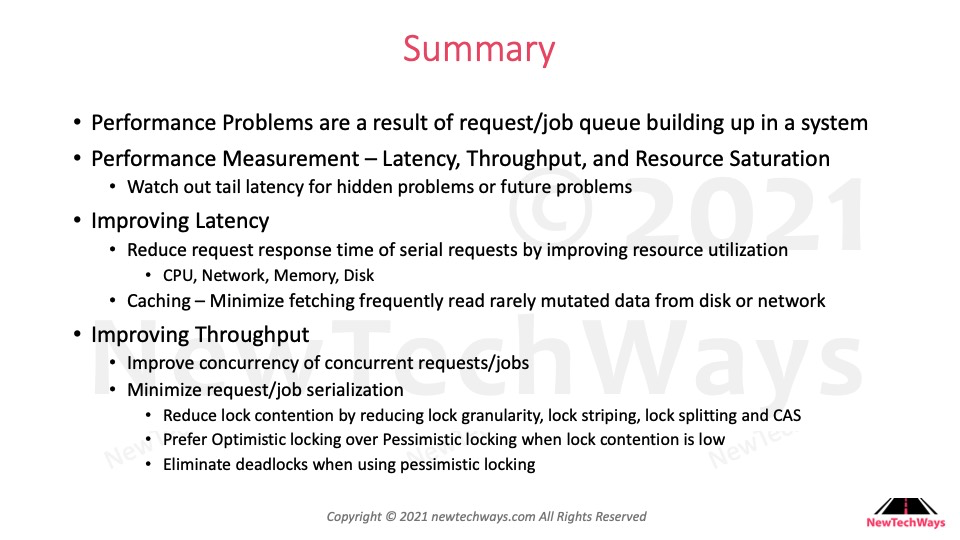 Summary
• Performance Problems are a result of request/job queue building up in a system
• Performance Measurement – Latency, Throughput, and Resource Saturation
• Watch out tail latency for hidden problems or future problems
• Improving Latency
• Reduce request response time of serial requests by improving resource utilization
• CPU, Network, Memory, Disk
• Caching – Minimize fetching frequently read rarely mutated data from disk or network
• Improving Throughput
• Improve concurrency of concurrent requests/jobs
• Minimize request/job serialization
• Reduce lock contention by reducing lock granularity, lock striping, lock splitting and CAS
• Prefer Optimistic locking over Pessimistic locking when lock contention is low
• Eliminate deadlocks when using pessimistic locking
© 2021
NewTechWays
Copyright © 2021 newtechways.com All Rights Reserved
NewTechWays